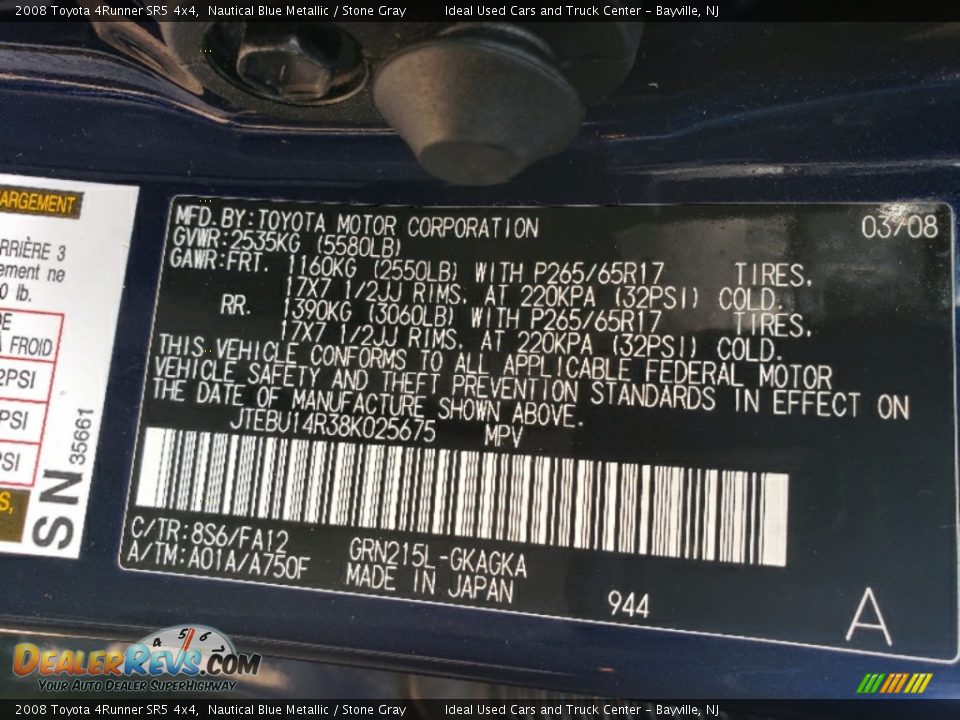 2008 Toyota 4Runner SR5 4x4,  Nautical Blue Metallic / Stone Gray        Ideal Used Cars and Truck Center – Bayville, NJ
ARGEMENT
RRIÈRE 3
ement ne
0 lb.
DE
FROID
2PSI
PSI
PSI
S,
SN 35661
MFD.BY:TOYOTA MOTOR CORPORATION 03/08
GVWR:2535KG (5580LB)
GAWR:FRT. 1160KG (2550LB) WITH P265/65R17 TIRES,
17X7 1/2JJ RIMS, AT 220KPA (32PSI) COLD.
RR. 1390KG (3060LB) WITH P265/65R17 TIRES,
17X7 1/2JJ RIMS, AT 220KPA (32PSI) COLD.
THIS VEHICLE CONFORMS TO ALL APPLICABLE FEDERAL MOTOR
VEHICLE SAFETY AND THEFT PREVENTION STANDARDS IN EFFECT ON
THE DATE OF MANUFACTURE SHOWN ABOVE.
JTEBU14R38K025675 MPV
C/TR:8S6/FA12
A/TM:A01A/A750F
GRN215L-GKAGKA
MADE IN JAPAN
944
A
4 5 6 7
DEALERREVS.COM
YOUR AUTO DEALER SUPERHIGHWAY
2008 Toyota 4Runner SR5 4x4,  Nautical Blue Metallic / Stone Gray        Ideal Used Cars and Truck Center – Bayville, NJ